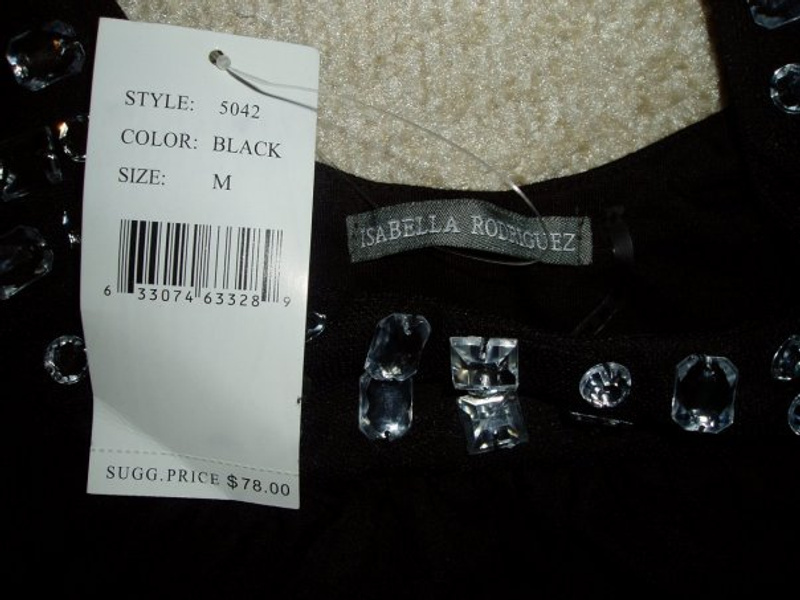 STYLE: 5042
COLOR: BLACK
SIZE: M
6 33074 63328 9
SUGG.PRICE $78.00
ISABELLA RODRIGUEZ